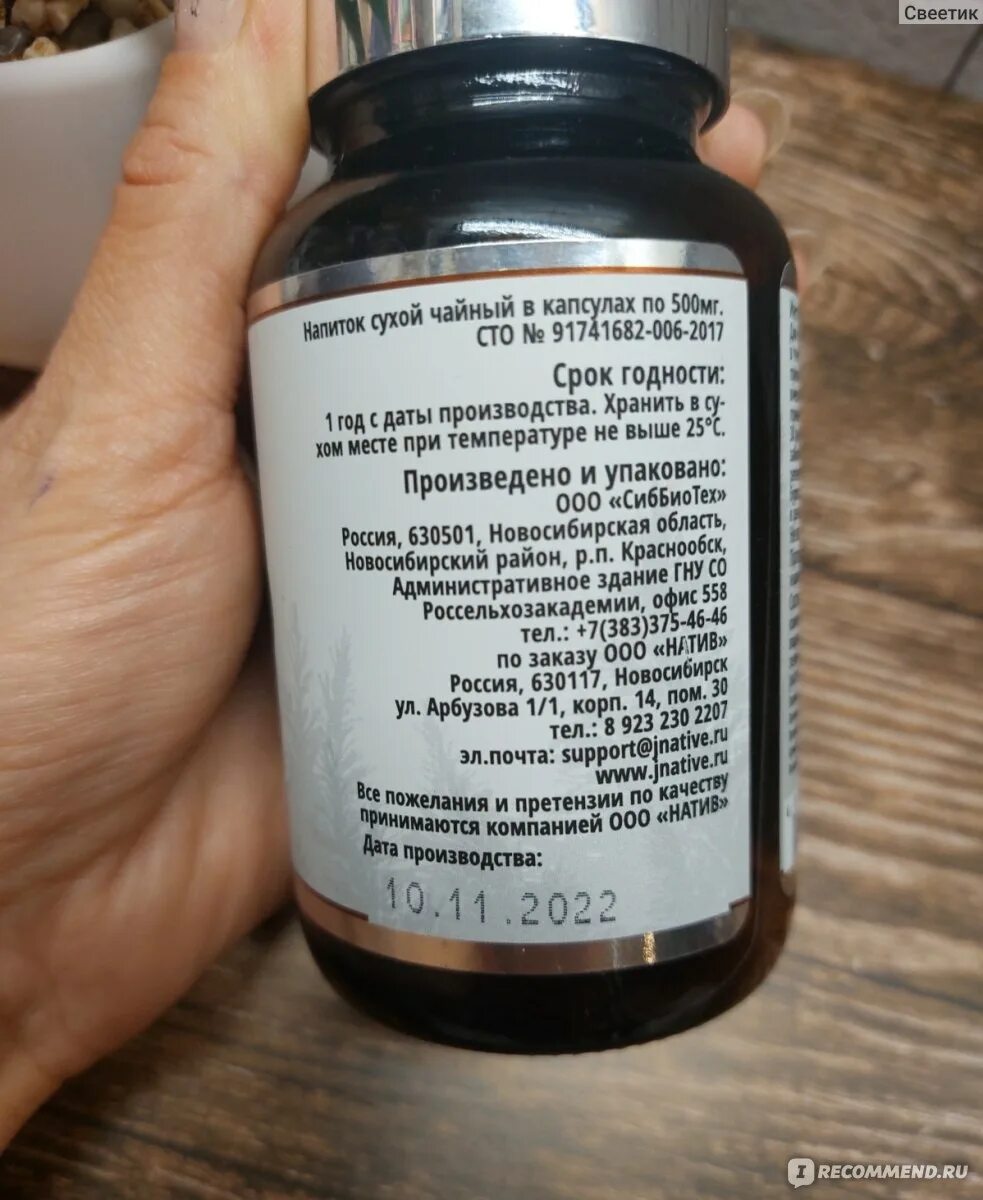 Свеетик
Напиток сухой чайный в капсулах по 500мг.
СТО № 91741682-006-2017
Срок годности:
1 год с даты производства. Хранить в су-
хом месте при температуре не выше 25°С.
Произведено и упаковано:
ООО «СибБиоТех»
Россия, 630501, Новосибирская область,
Новосибирский район, р.п. Краснообск,
Административное здание ГНУ СО
Россельхозакадемии, офис 558
тел.: +7(383)375-46-46
по заказу ООО «НАТИВ»
Россия, 630117, Новосибирск
ул. Арбузова 1/1, корп. 14, пом. 30
тел.: 8 923 230 2207
эл.почта: support@jnative.ru
www.jnative.ru
Все пожелания и претензии по качеству
принимаются компанией ООО «НАТИВ»
Дата производства:
10.11.2022
IRECOMMEND.RU